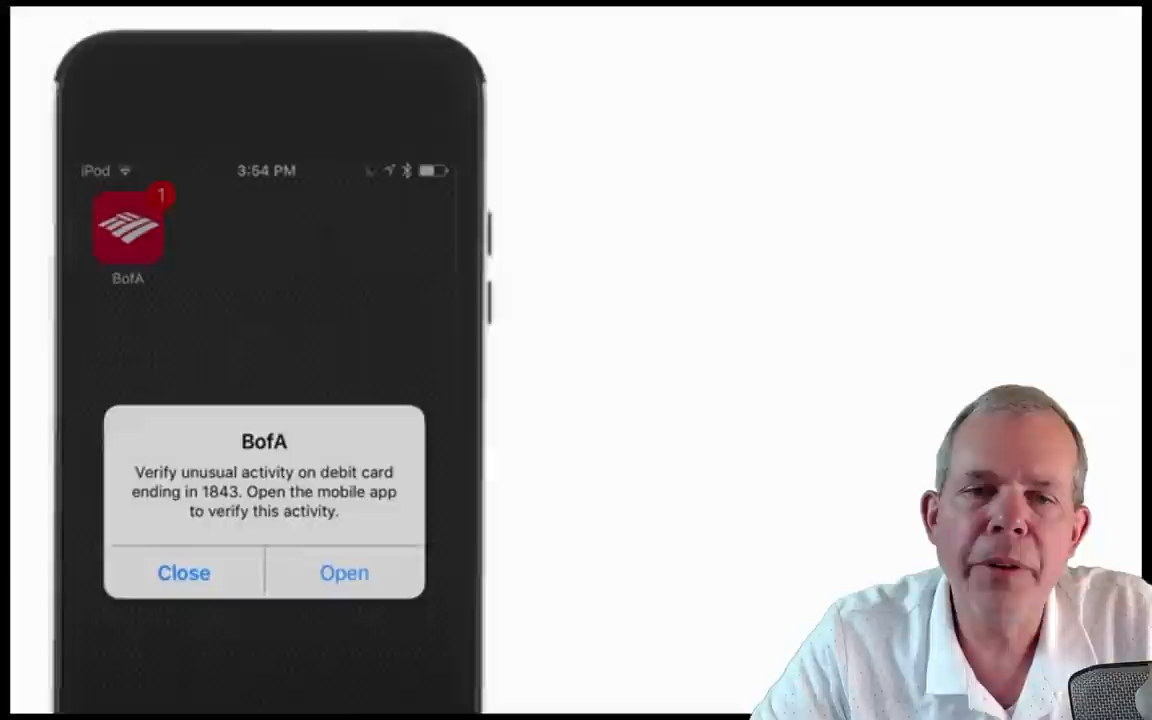 iPod
3:54 PM
1
BofA
BofA
Verify unusual activity on debit card
ending in 1843. Open the mobile app
to verify this activity.
Close
Open